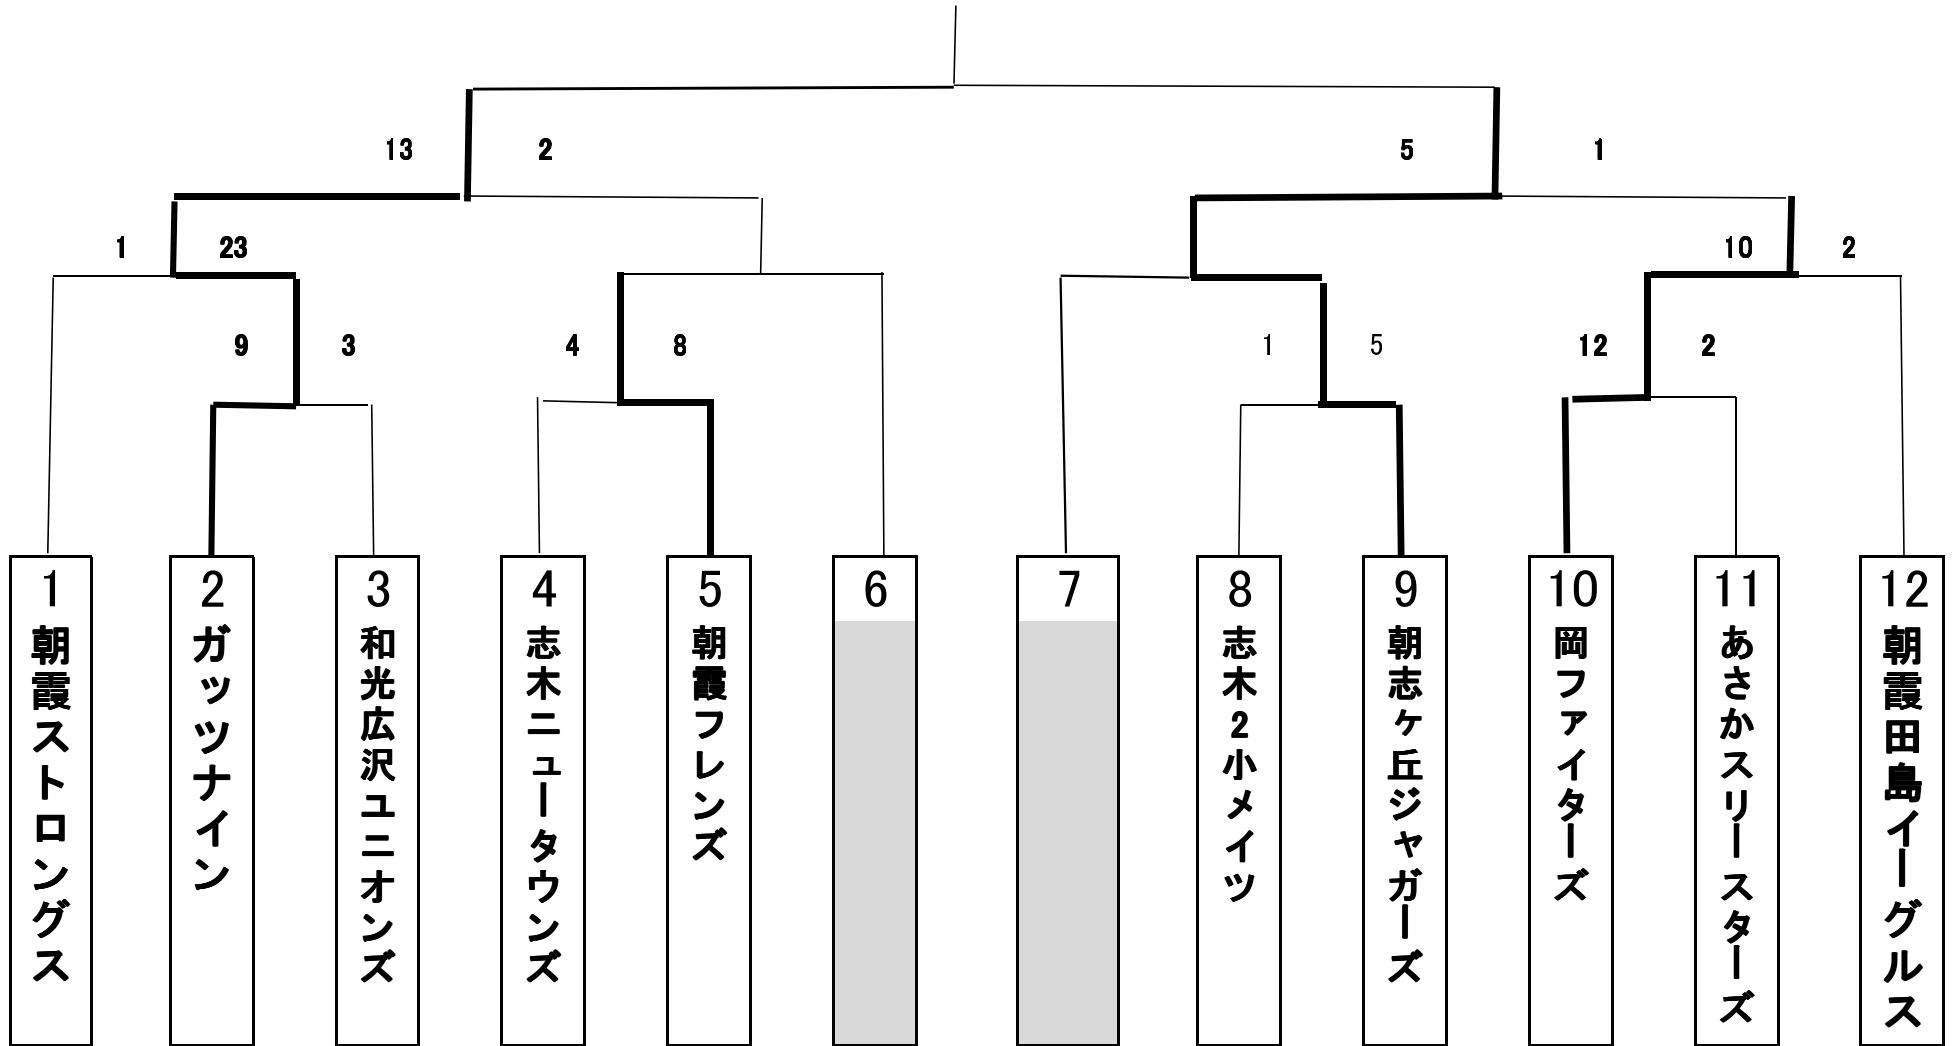 13 2 5 1
1 23 10 2
9 3 4 8 1 5 12 2
1 朝霞ストロングス
2 ガッツナイン
3 和光広沢ユニオンズ
4 志木ニュータウンズ
5 朝霞フレンズ
6
7
8 志木2小メイツ
9 朝志ヶ丘ジャガーズ
10 岡ファイターズ
11 あさかスリースターズ
12 朝霞田島イーグルス